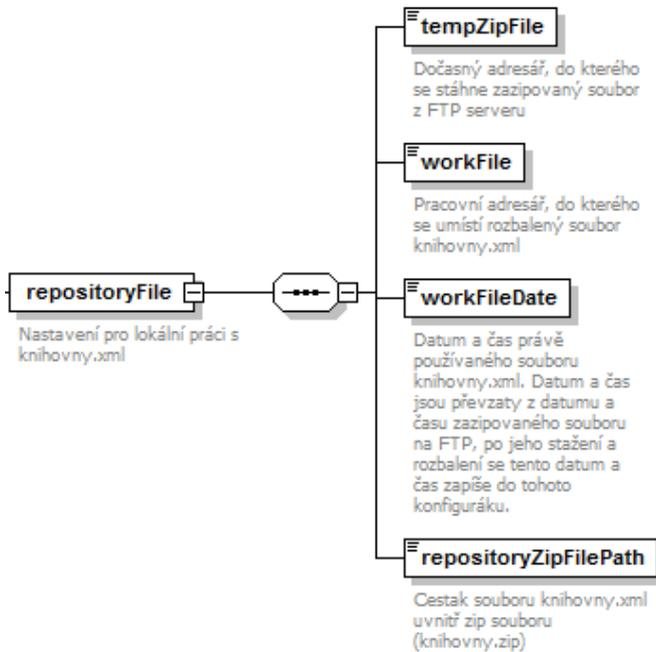 tempZipFile
Dočasný adresář, do kterého
se stáhne zazipovaný soubor
z FTP serveru
workFile
Pracovní adresář, do kterého
se umístí rozbalený soubor
knihovny.xml
repositoryFile
Nastavení pro lokální práci s
knihovny.xml
workFileDate
Datum a čas právě
používaného souboru
knihovny.xml. Datum a čas
jsou převzaty z datumu a
času zazipovaného souboru
na FTP, po jeho stažení a
rozbalení se tento datum a
čas zapíše do tohoto
konfiguráku.
repositoryZipFilePath
Cestak souboru knihovny.xml
uvnitř zip souboru
(knihovny.zip)